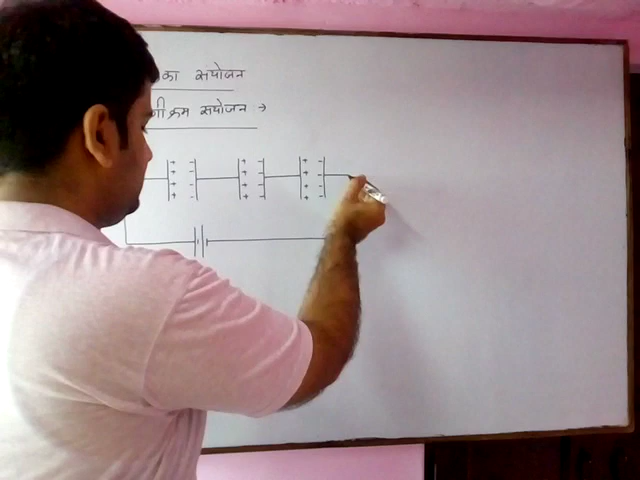 का संयोजन
क्रम संयोजन →
+ - + - + -
+ - + - + -
+ - + - + -
+ - + - + -